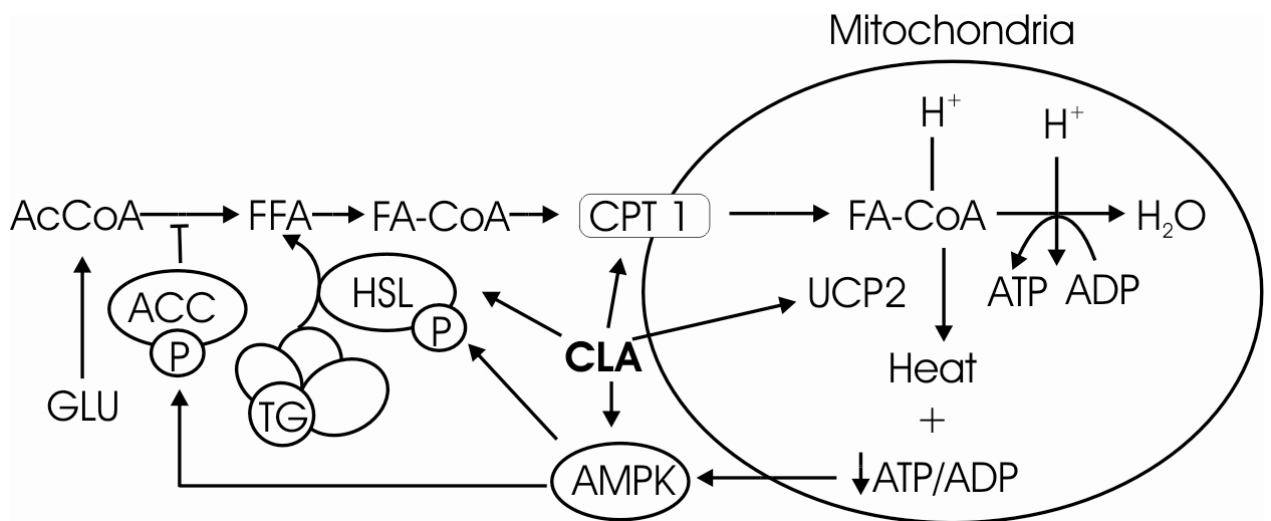 Mitochondria
H⁺
H⁺
AcCoA FFA FA-CoA CPT 1 FA-CoA H₂O
ACC HSL UCP2 ATP ADP
P P
CLA
Heat
GLU TG
+
AMPK ATP/ADP